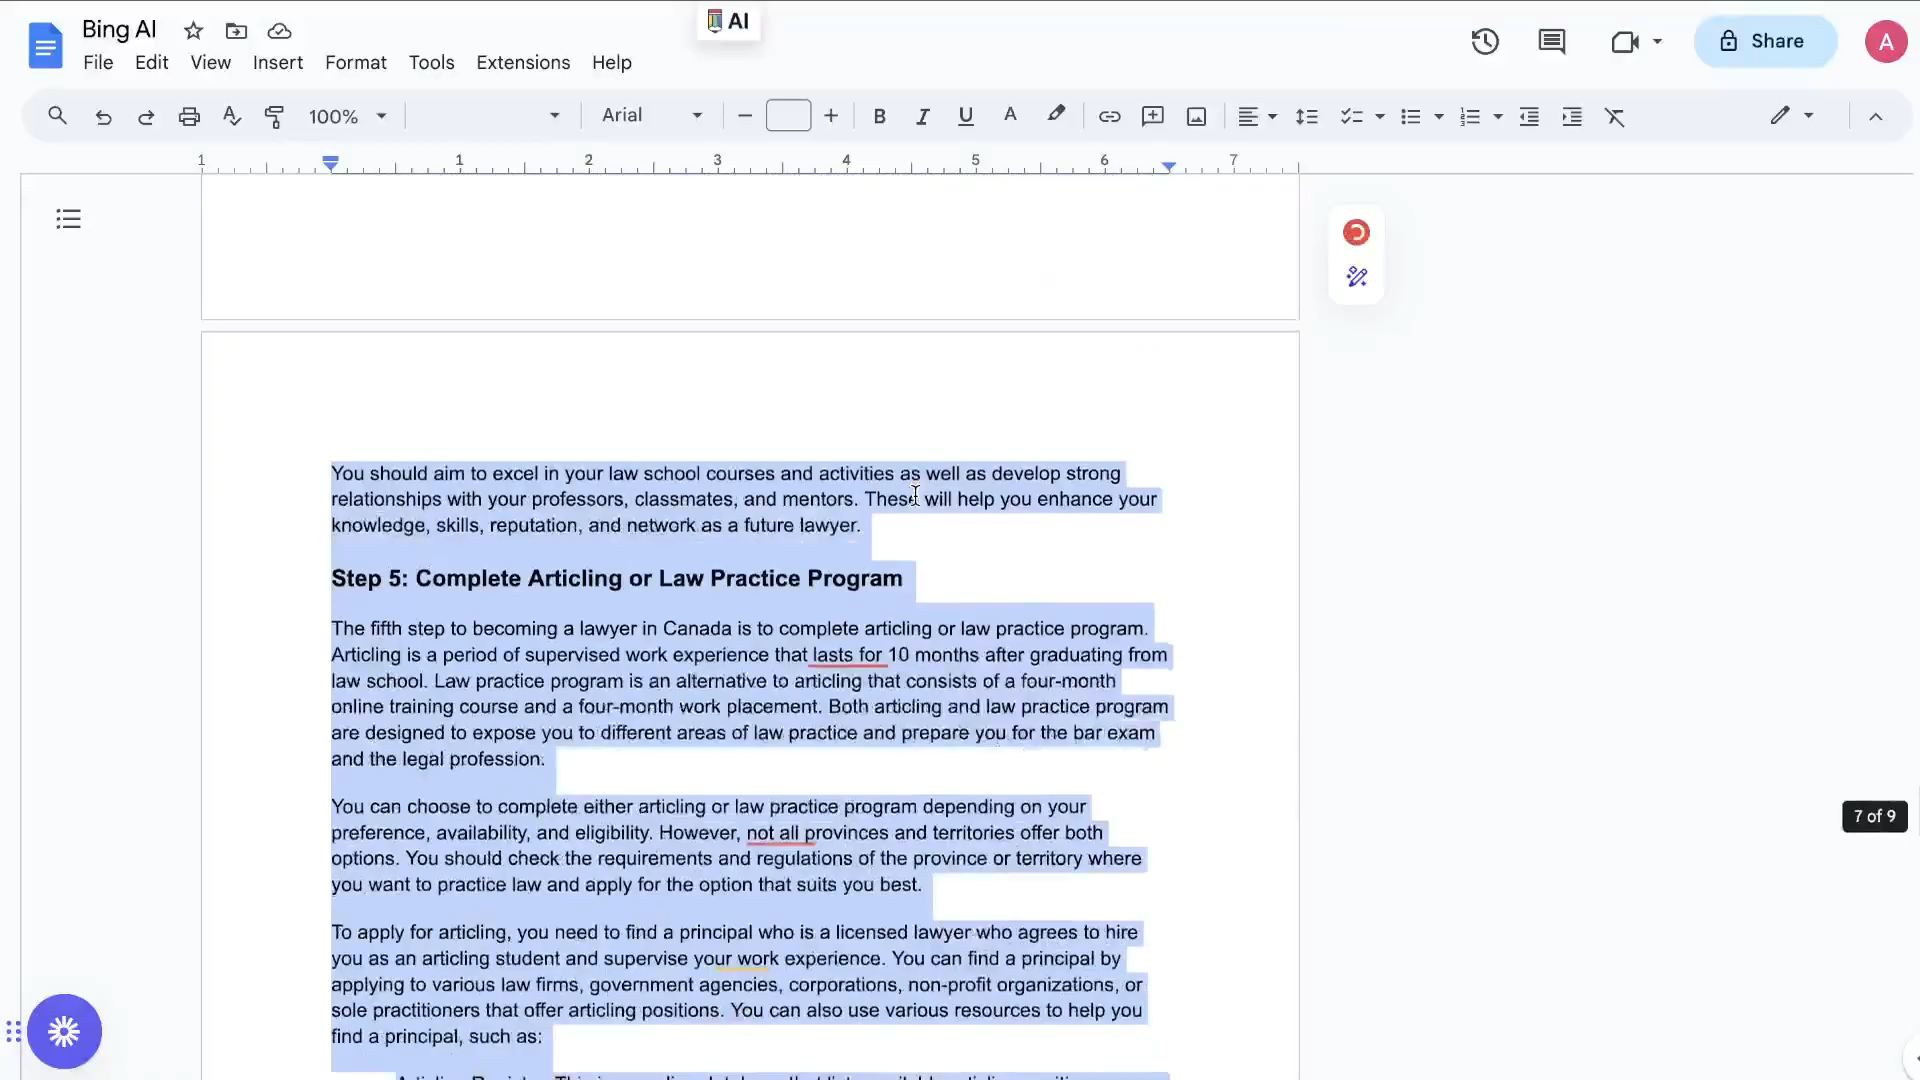 Bing AI
AI
Share
A
File Edit View Insert Format Tools Extensions Help
100% Arial
1 1 2 3 4 5 6 7
You should aim to excel in your law school courses and activities as well as develop strong
relationships with your professors, classmates, and mentors. These will help you enhance your
knowledge, skills, reputation, and network as a future lawyer.
Step 5: Complete Articling or Law Practice Program
The fifth step to becoming a lawyer in Canada is to complete articling or law practice program.
Articling is a period of supervised work experience that lasts for 10 months after graduating from
law school. Law practice program is an alternative to articling that consists of a four-month
online training course and a four-month work placement. Both articling and law practice program
are designed to expose you to different areas of law practice and prepare you for the bar exam
and the legal profession.
You can choose to complete either articling or law practice program depending on your
preference, availability, and eligibility. However, not all provinces and territories offer both
options. You should check the requirements and regulations of the province or territory where
you want to practice law and apply for the option that suits you best.
7 of 9
To apply for articling, you need to find a principal who is a licensed lawyer who agrees to hire
you as an articling student and supervise your work experience. You can find a principal by
applying to various law firms, government agencies, corporations, non-profit organizations, or
sole practitioners that offer articling positions. You can also use various resources to help you
find a principal, such as: